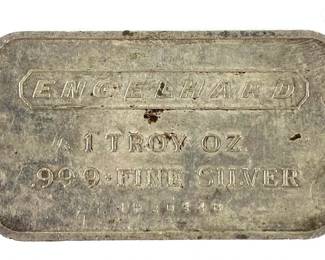 ENGELHARD
1 TROY OZ
.999+FINE SILVER